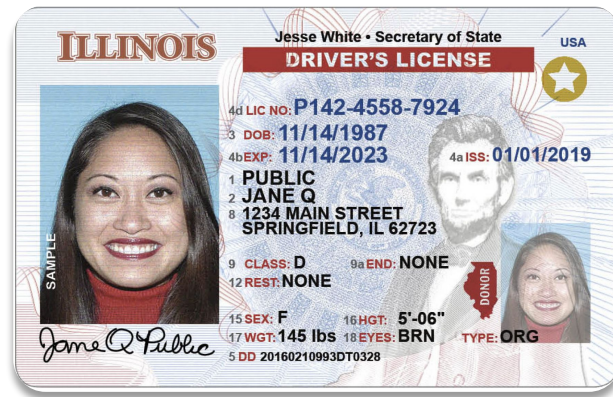 ILLINOIS
Jesse White • Secretary of State
USA
DRIVER'S LICENSE
4d LIC NO: P142-4558-7924
3 DOB: 11/14/1987
4b EXP: 11/14/2023 4a ISS: 01/01/2019
1 PUBLIC
2 JANE Q
8 1234 MAIN STREET
SPRINGFIELD, IL 62723
9 CLASS: D 9a END: NONE
12 REST: NONE
SAMPLE
DONOR
15 SEX: F 16 HGT: 5'-06"
17 WGT: 145 lbs 18 EYES: BRN TYPE: ORG
Jane Q Public
5 DD 20160210993DT0328